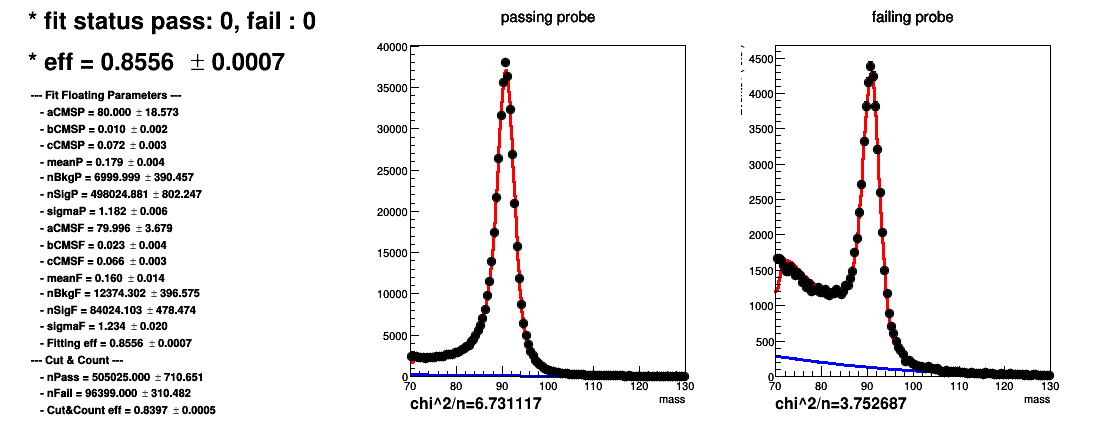 * fit status pass: 0, fail : 0
* eff = 0.8556 ± 0.0007
--- Fit Floating Parameters ---
- aCMSP = 80.000 ± 18.573
- bCMSP = 0.010 ± 0.002
- cCMSP = 0.072 ± 0.003
- meanP = 0.179 ± 0.004
- nBkgP = 6999.999 ± 390.457
- nSigP = 498024.881 ± 802.247
- sigmaP = 1.182 ± 0.006
- aCMSF = 79.996 ± 3.679
- bCMSF = 0.023 ± 0.004
- cCMSF = 0.066 ± 0.003
- meanF = 0.160 ± 0.014
- nBkgF = 12374.302 ± 396.575
- nSigF = 84024.103 ± 478.474
- sigmaF = 1.234 ± 0.020
- Fitting eff = 0.8556 ± 0.0007
--- Cut & Count ---
- nPass = 505025.000 ± 710.651
- nFail = 96399.000 ± 310.482
- Cut&Count eff = 0.8397 ± 0.0005
passing probe
40000
35000
30000
25000
20000
15000
10000
5000
0
70 80 90 100 110 120 130
mass
chi^2/n=6.731117
failing probe
4500
4000
3500
3000
2500
2000
1500
1000
500
0
70 80 90 100 110 120 130
mass
chi^2/n=3.752687